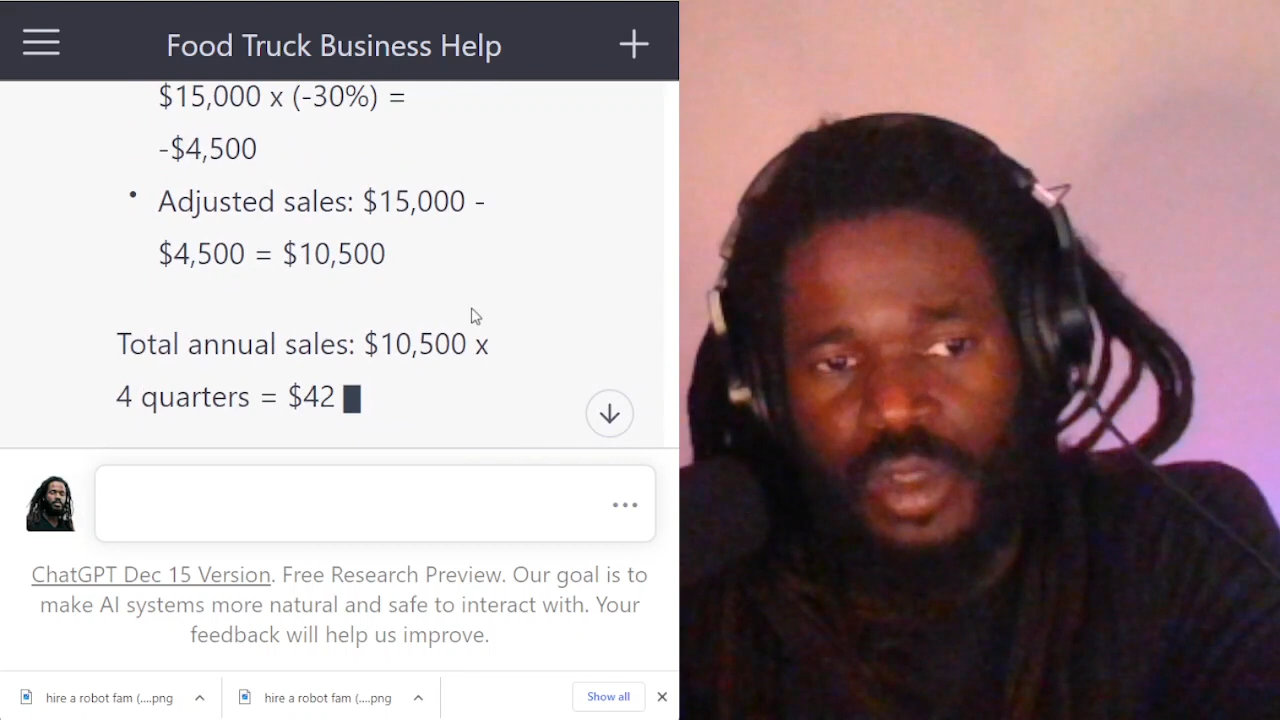 Food Truck Business Help
$15,000 x (-30%) =
-$4,500
• Adjusted sales: $15,000 -
$4,500 = $10,500
Total annual sales: $10,500 x
4 quarters = $42
ChatGPT Dec 15 Version. Free Research Preview. Our goal is to
make AI systems more natural and safe to interact with. Your
feedback will help us improve.
hire a robot fam (....png
hire a robot fam (....png
Show all